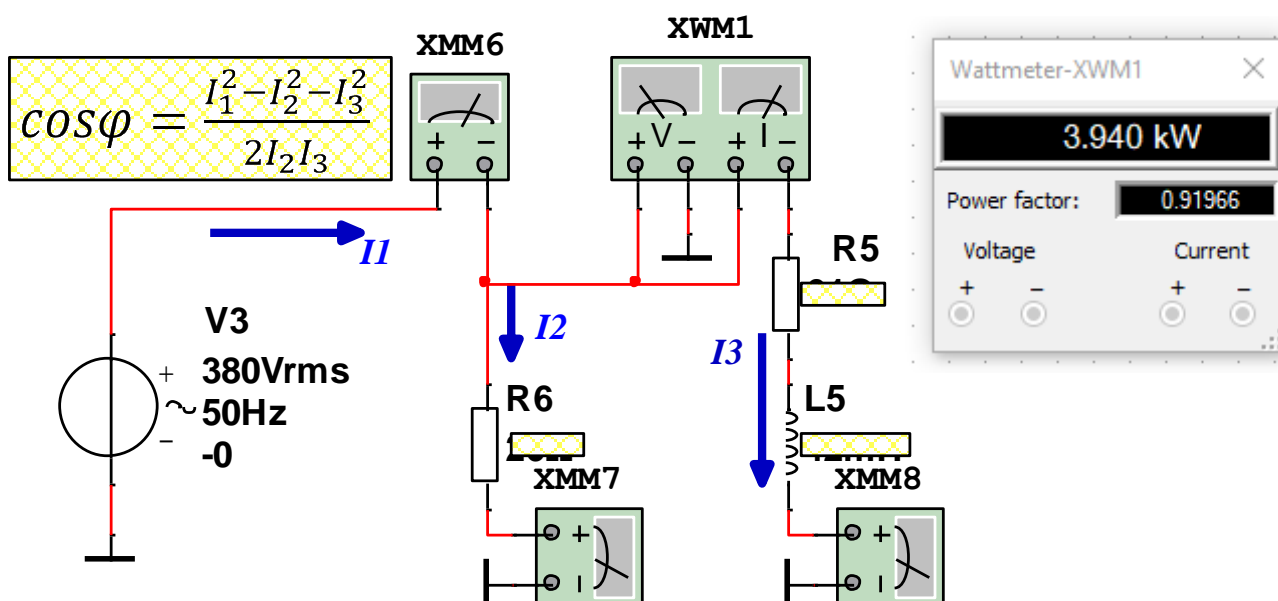 XMM6
XWM1
cosφ = (I₁² − I₂² − I₃²) / (2I₂I₃)
+ −
+ V −
+ I −
I1
R5
I2
I3
V3
+
380Vrms
50Hz
−
-0
R6
L5
XMM7
XMM8
+
I
+
I
Wattmeter-XWM1
3.940 kW
Power factor: 0.91966
Voltage
Current
+ −
+ −